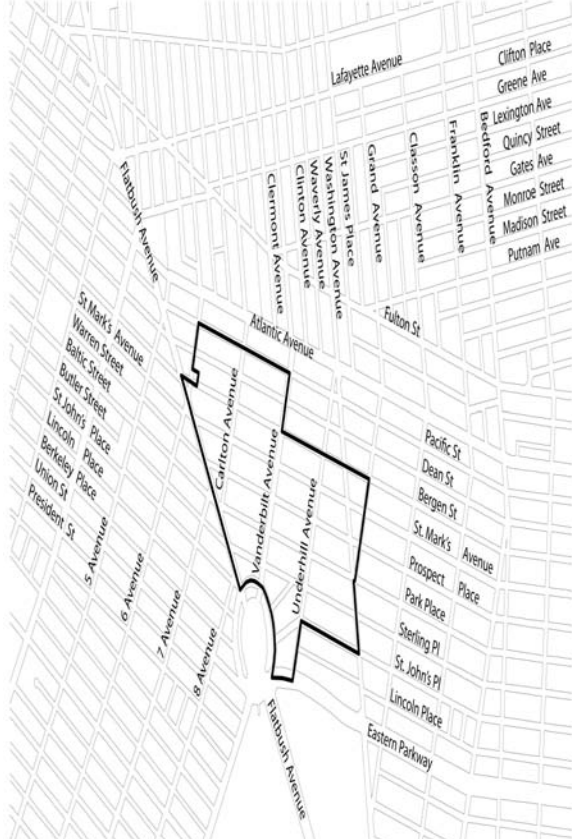 Lafayette Avenue
Clifton Place
Greene Ave
Lexington Ave
Quincy Street
Gates Ave
Monroe Street
Madison Street
Putnam Ave
Bedford Avenue
Franklin Avenue
Classon Avenue
Grand Avenue
St James Place
Washington Avenue
Waverly Avenue
Clinton Avenue
Clermont Avenue
Flatbush Avenue
Fulton St
Atlantic Avenue
St Mark's Avenue
Warren Street
Baltic Street
Butler Street
St John's Place
Lincoln Place
Berkeley Place
Union St
President St
Carlton Avenue
Vanderbilt Avenue
Underhill Avenue
Pacific St
Dean St
Bergen St
St. Mark's Avenue
Prospect Place
Park Place
Sterling Pl
St. John's Pl
Lincoln Place
5 Avenue
6 Avenue
7 Avenue
8 Avenue
Flatbush Avenue
Eastern Parkway